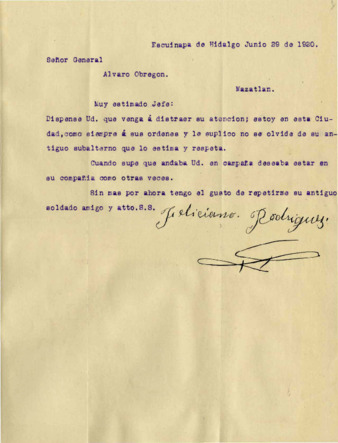 Escuinapa de Hidalgo Junio 29 de 1920.
Señor General
Alvaro Obregon.
Mazatlan.
Muy estimado Jefe:
Dispense Ud. que venga á distraer su atencion; estoy en esta Ciu-
dad,como siempre á sus ordenes y le suplico no se olvide de su an-
tiguo subalterno que lo estima y respeta.
Cuando supe que andaba Ud. en campaña deseaba estar en
su compañia como otras veces.
Sin mas por ahora tengo el gusto de repetirme su antiguo
soldado amigo y atto.S.S.
Feliciano. Rodriguez.